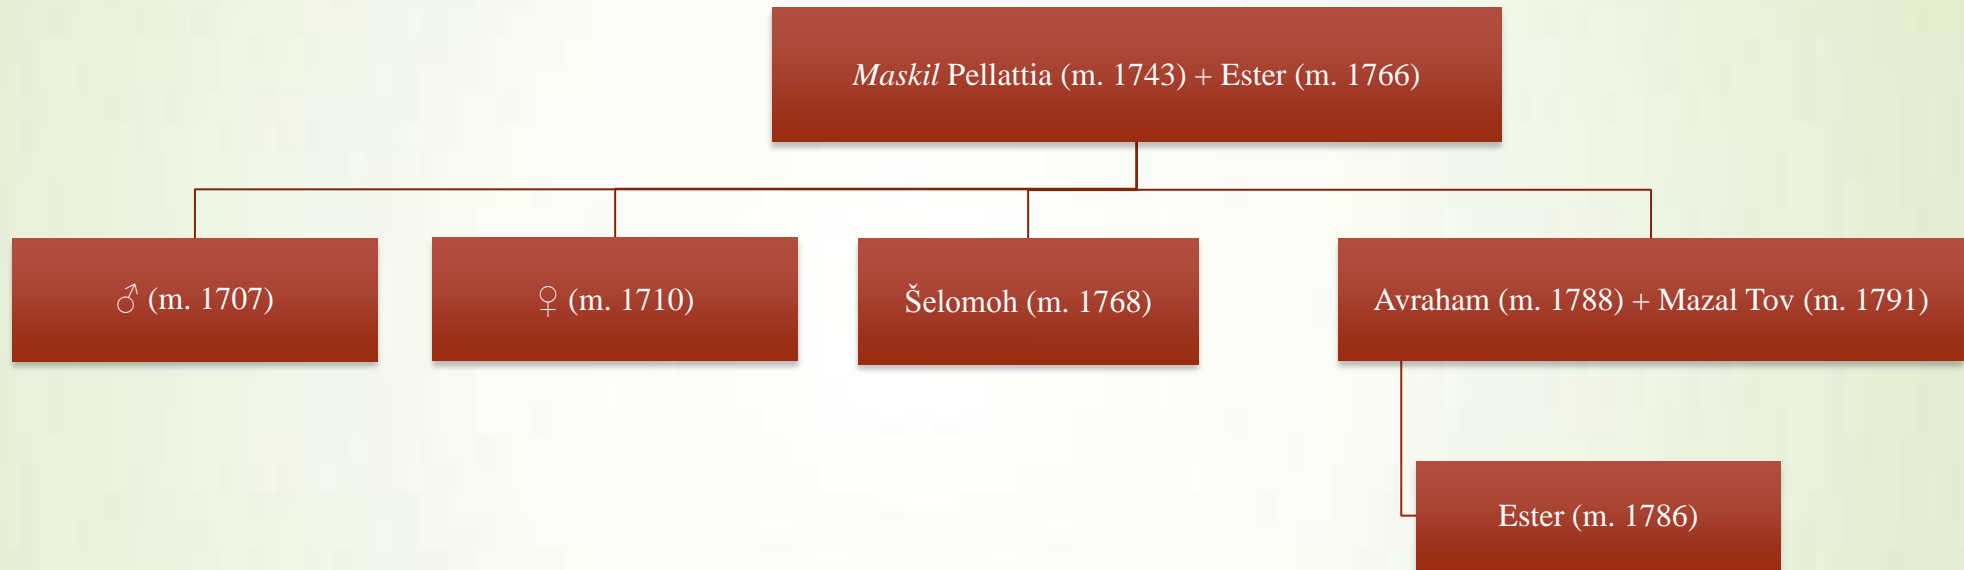 Maskil Pellattia (m. 1743) + Ester (m. 1766)
♂ (m. 1707)
♀ (m. 1710)
Šelomoh (m. 1768)
Avraham (m. 1788) + Mazal Tov (m. 1791)
Ester (m. 1786)